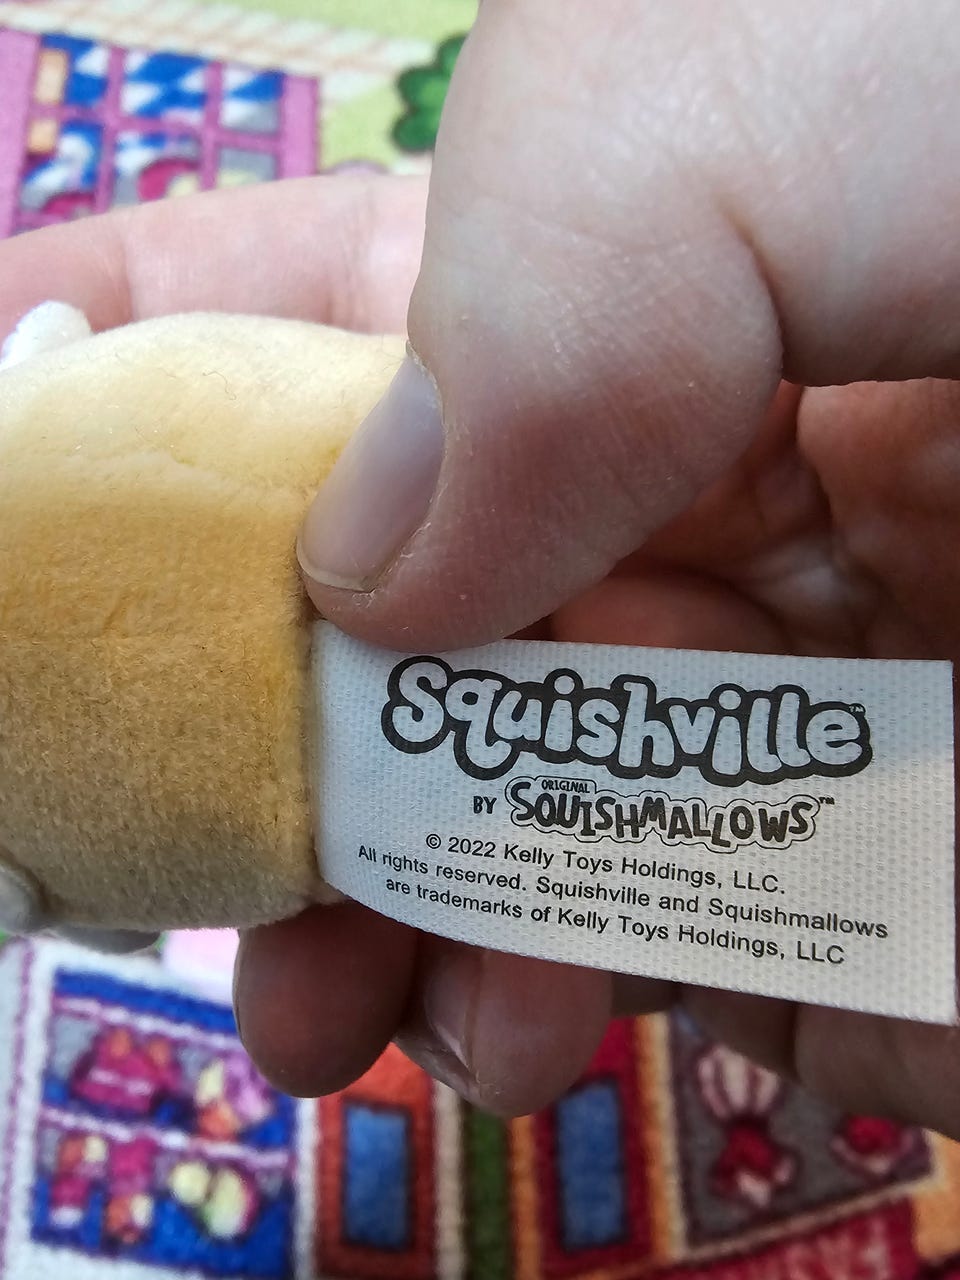 Squishville™
BY ORIGINAL SQUISHMALLOWS™
© 2022 Kelly Toys Holdings, LLC.
All rights reserved. Squishville and Squishmallows
are trademarks of Kelly Toys Holdings, LLC